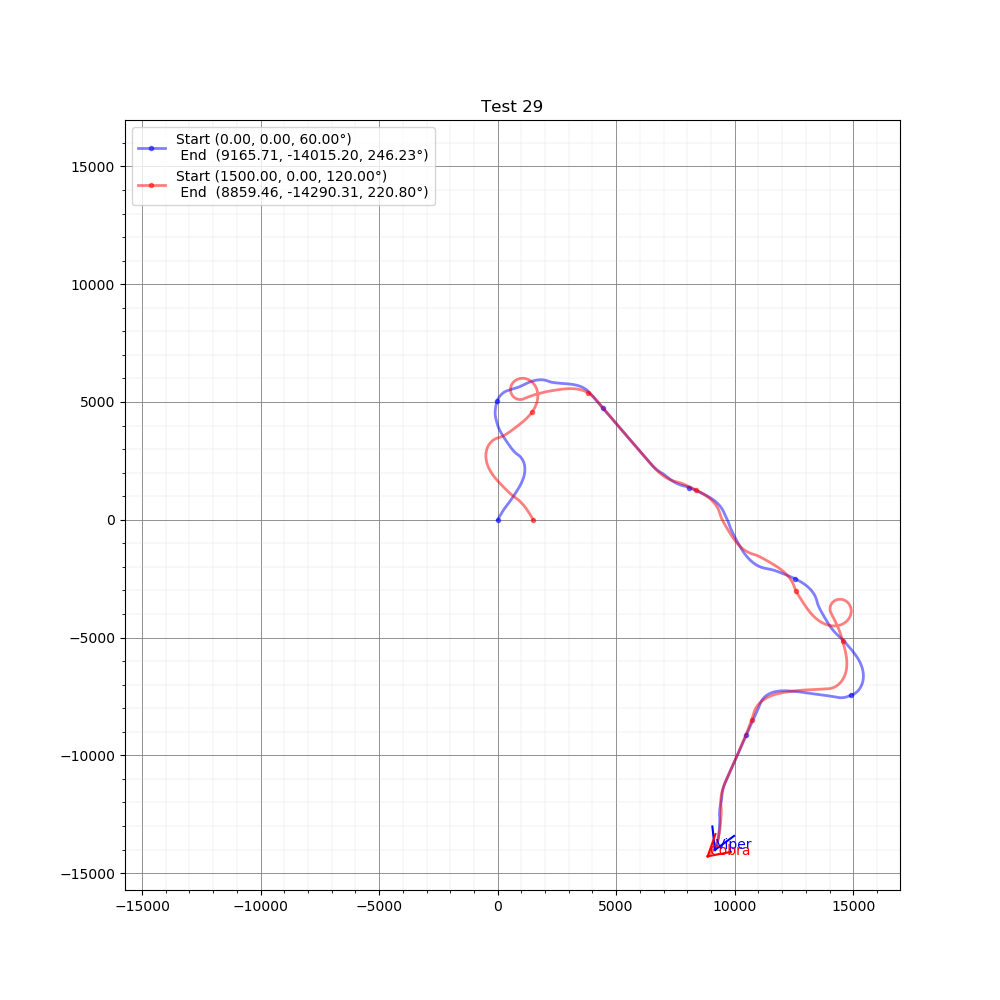 Test 29
Start (0.00, 0.00, 60.00°)
End (9165.71, -14015.20, 246.23°)
Start (1500.00, 0.00, 120.00°)
End (8859.46, -14290.31, 220.80°)
15000
10000
5000
0
−5000
−10000
−15000
Viper
Cobra
−15000 −10000 −5000 0 5000 10000 15000